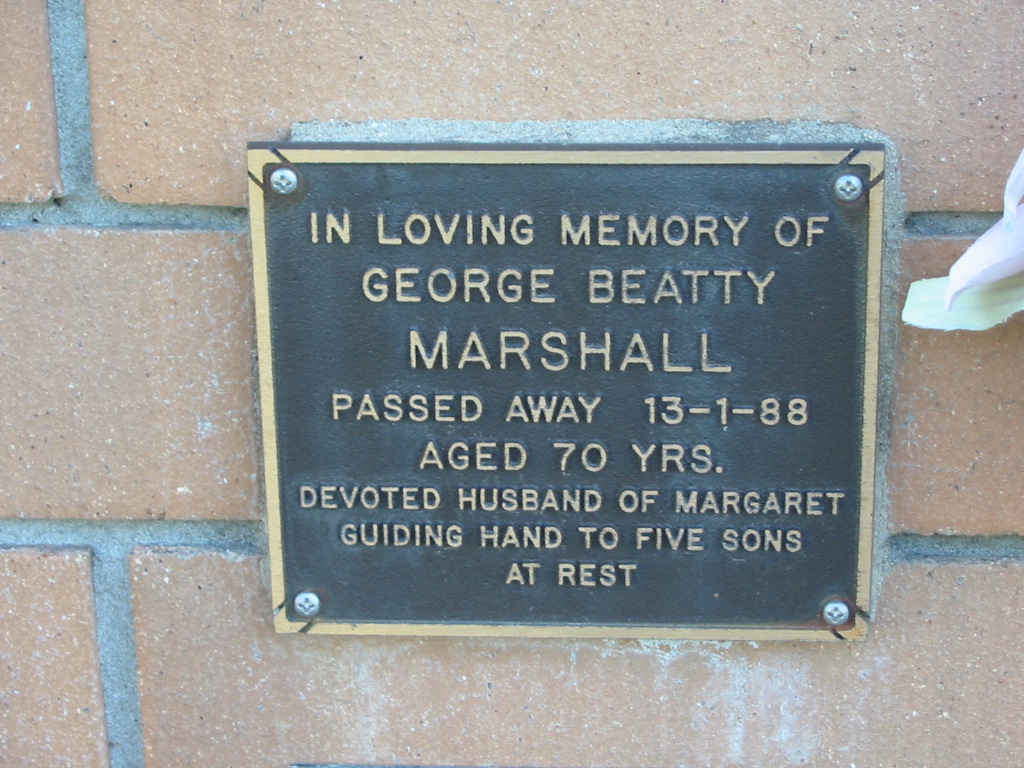 IN LOVING MEMORY OF
GEORGE BEATTY
MARSHALL
PASSED AWAY 13-1-88
AGED 70 YRS.
DEVOTED HUSBAND OF MARGARET
GUIDING HAND TO FIVE SONS
AT REST